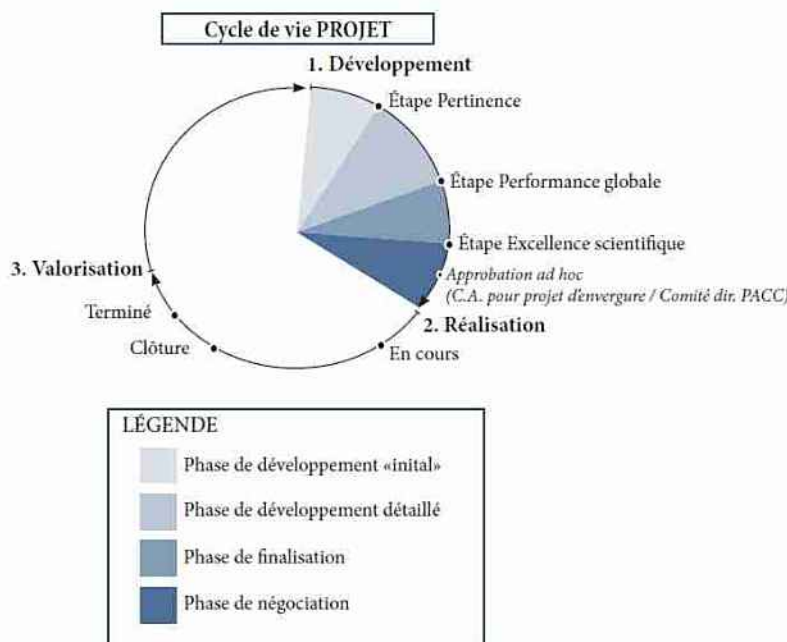 Cycle de vie PROJET
1. Développement
Étape Pertinence
Étape Performance globale
Étape Excellence scientifique
Approbation ad hoc
(C.A. pour projet d'envergure / Comité dir. PACC)
2. Réalisation
En cours
Clôture
Terminé
3. Valorisation
LÉGENDE
Phase de développement «inital»
Phase de développement détaillé
Phase de finalisation
Phase de négociation